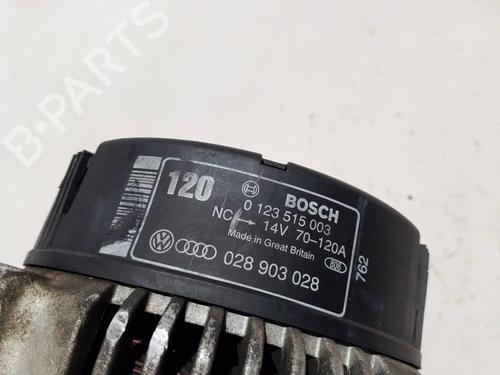 B-PARTS
120
BOSCH
0 123 515 003
NC 14V 70-120A
Made in Great Britain
028 903 028
762